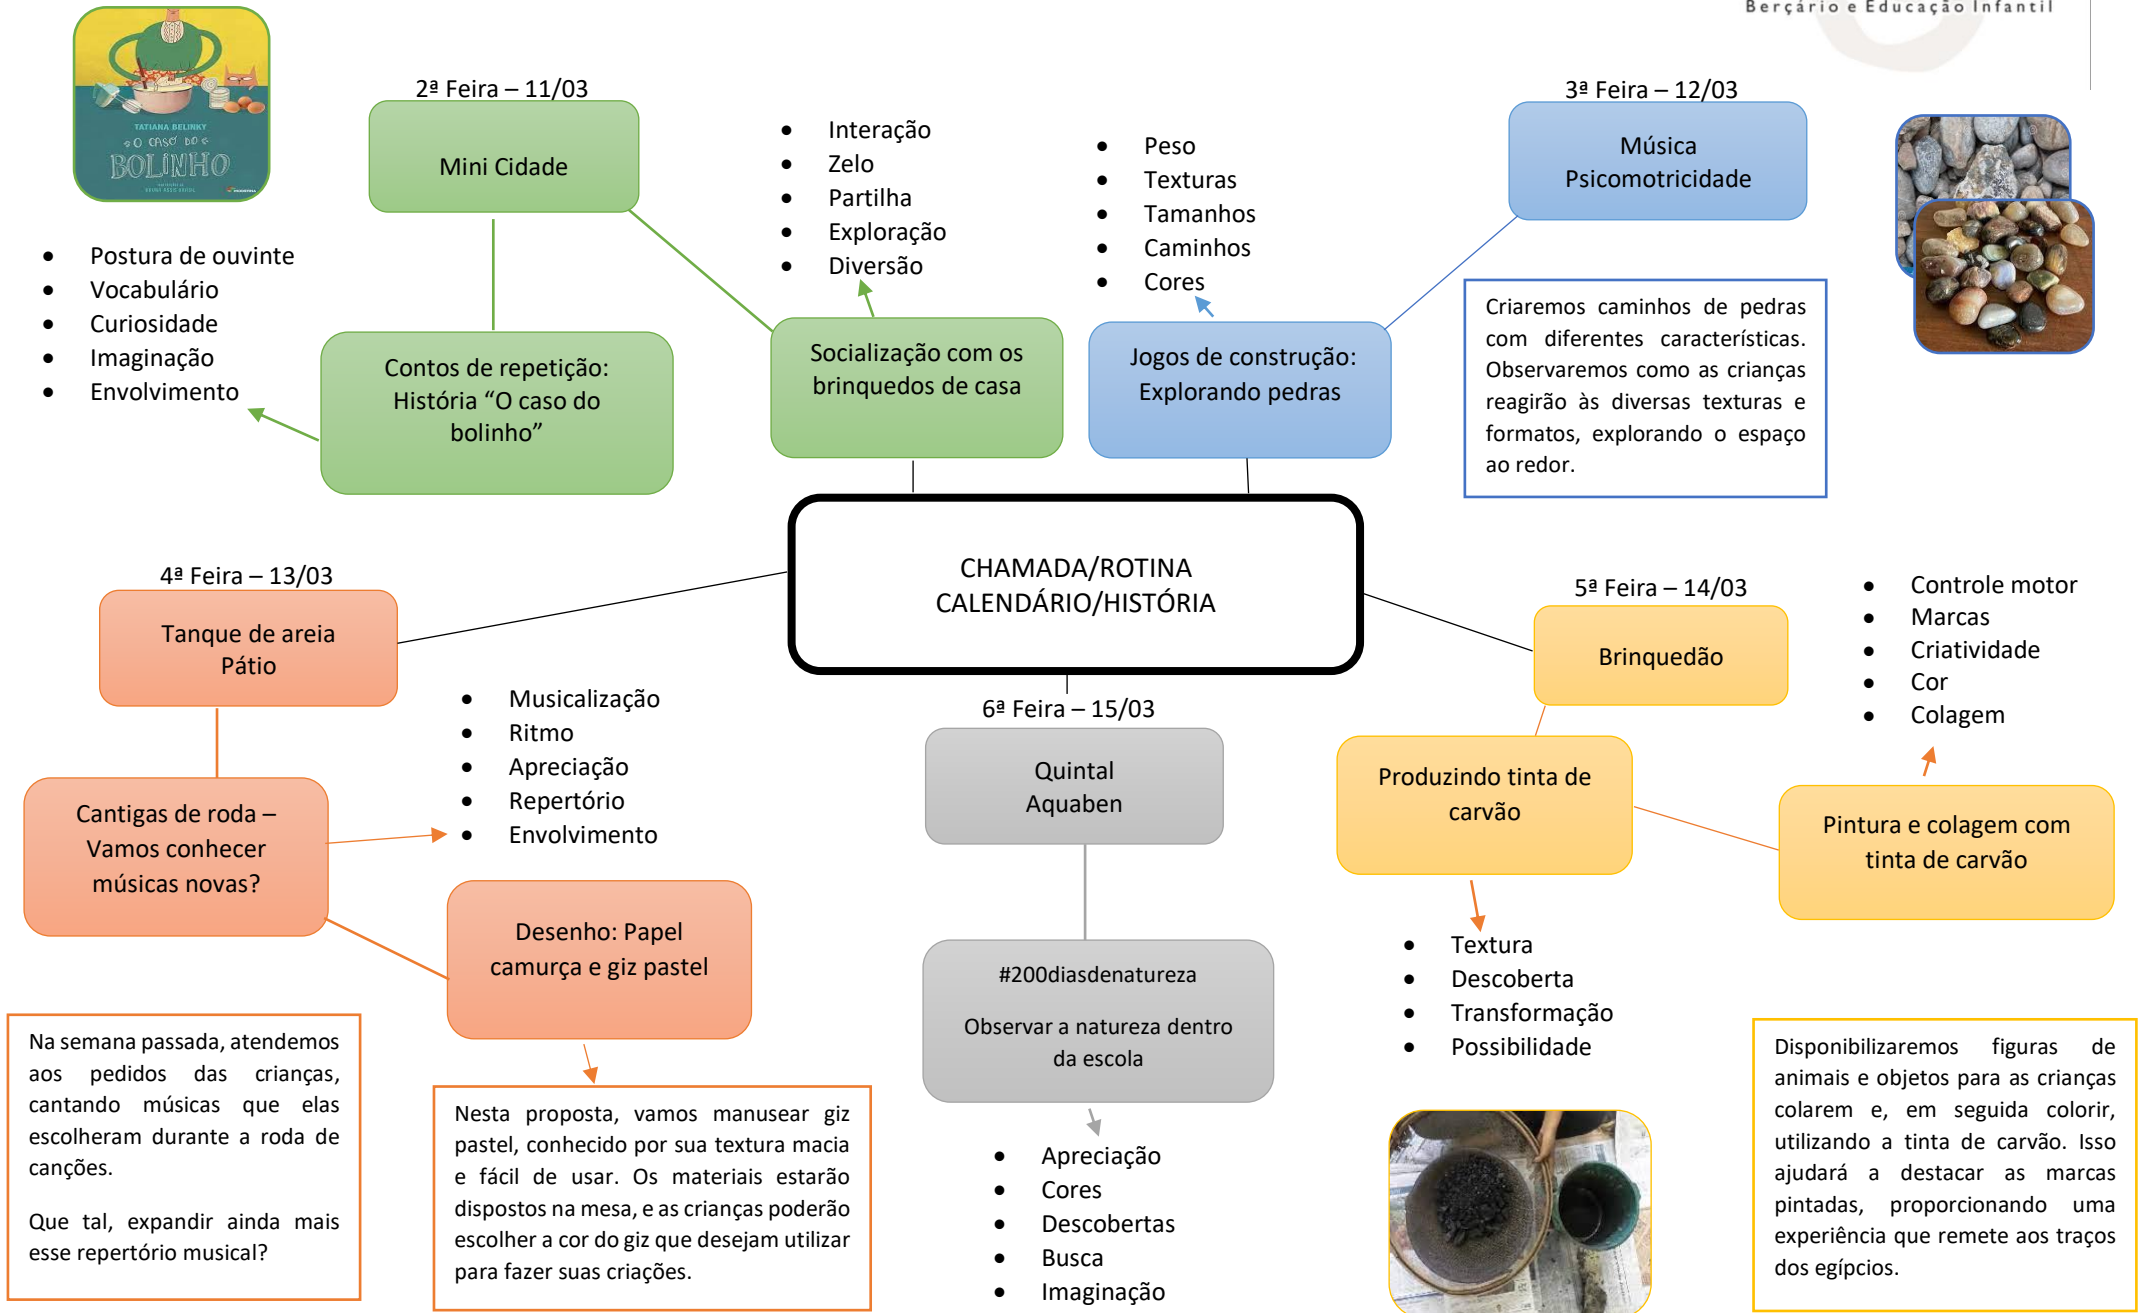 Berçário e Educação Infantil
TATIANA BELINKY
O CASO DO
BOLINHO
2ª Feira – 11/03
Mini Cidade
• Interação
• Zelo
• Partilha
• Exploração
• Diversão
• Postura de ouvinte
• Vocabulário
• Curiosidade
• Imaginação
• Envolvimento
Contos de repetição:
História “O caso do
bolinho”
Socialização com os
brinquedos de casa
3ª Feira – 12/03
Música
Psicomotricidade
• Peso
• Texturas
• Tamanhos
• Caminhos
• Cores
Jogos de construção:
Explorando pedras
Criaremos caminhos de pedras
com diferentes características.
Observaremos como as crianças
reagirão às diversas texturas e
formatos, explorando o espaço
ao redor.
CHAMADA/ROTINA
CALENDÁRIO/HISTÓRIA
4ª Feira – 13/03
Tanque de areia
Pátio
• Musicalização
• Ritmo
• Apreciação
• Repertório
• Envolvimento
Cantigas de roda –
Vamos conhecer
músicas novas?
Desenho: Papel
camurça e giz pastel
Na semana passada, atendemos
aos pedidos das crianças,
cantando músicas que elas
escolheram durante a roda de
canções.
Que tal, expandir ainda mais
esse repertório musical?
Nesta proposta, vamos manusear giz
pastel, conhecido por sua textura macia
e fácil de usar. Os materiais estarão
dispostos na mesa, e as crianças poderão
escolher a cor do giz que desejam utilizar
para fazer suas criações.
6ª Feira – 15/03
Quintal
Aquaben
#200diasdenatureza
Observar a natureza dentro
da escola
• Apreciação
• Cores
• Descobertas
• Busca
• Imaginação
5ª Feira – 14/03
Brinquedão
• Controle motor
• Marcas
• Criatividade
• Cor
• Colagem
Produzindo tinta de
carvão
Pintura e colagem com
tinta de carvão
• Textura
• Descoberta
• Transformação
• Possibilidade
Disponibilizaremos figuras de
animais e objetos para as crianças
colarem e, em seguida colorir,
utilizando a tinta de carvão. Isso
ajudará a destacar as marcas
pintadas, proporcionando uma
experiência que remete aos traços
dos egípcios.